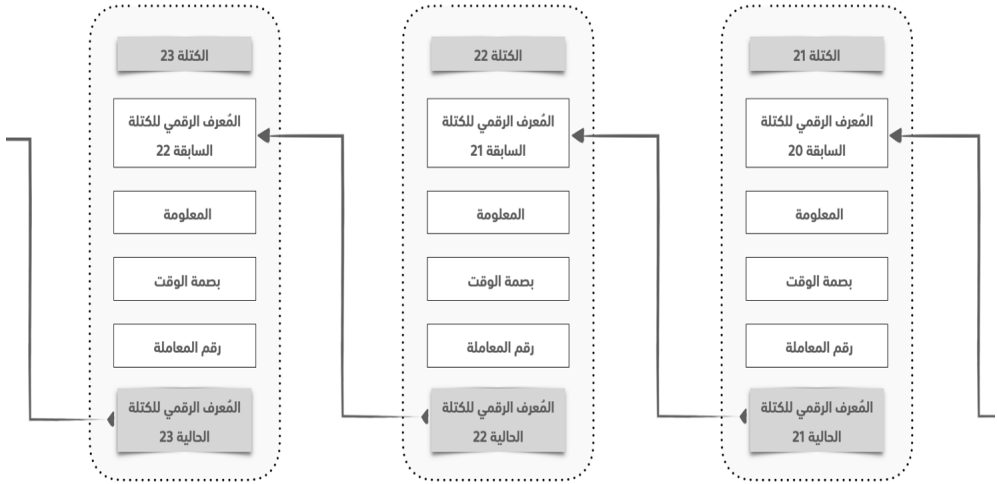 الكتلة 21
المُعرف الرقمي للكتلة
السابقة 20
المعلومة
بصمة الوقت
رقم المعاملة
المُعرف الرقمي للكتلة
الحالية 21
الكتلة 22
المُعرف الرقمي للكتلة
السابقة 21
المعلومة
بصمة الوقت
رقم المعاملة
المُعرف الرقمي للكتلة
الحالية 22
الكتلة 23
المُعرف الرقمي للكتلة
السابقة 22
المعلومة
بصمة الوقت
رقم المعاملة
المُعرف الرقمي للكتلة
الحالية 23